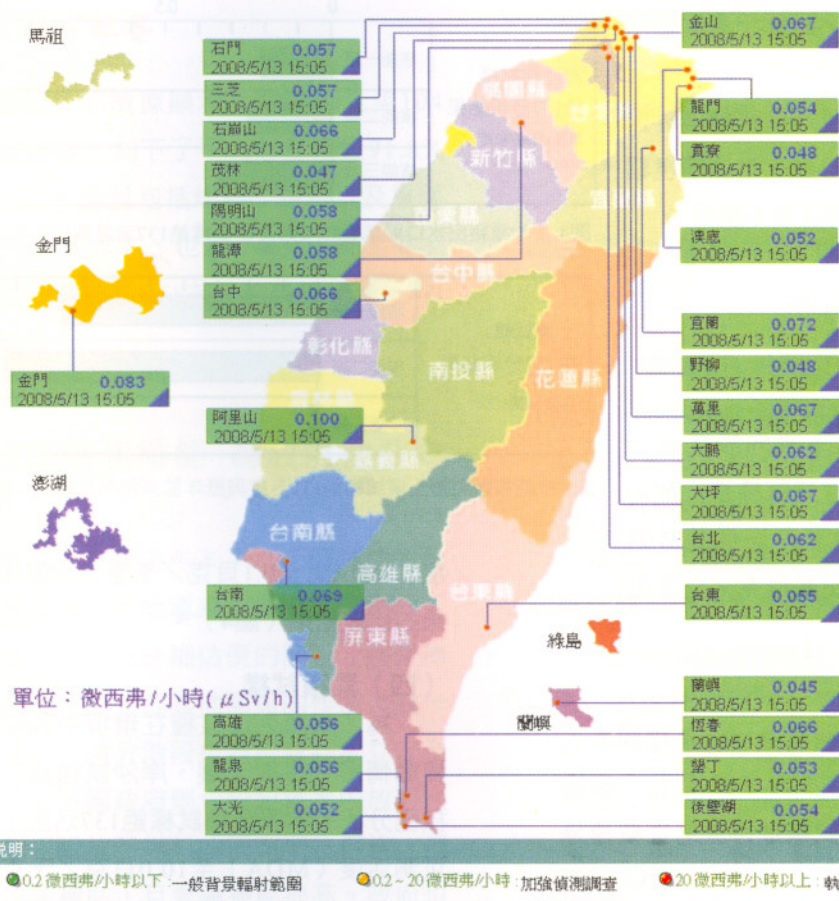 馬祖
石門 0.057
2008/5/13 15:05
三芝 0.057
2008/5/13 15:05
石崩山 0.066
2008/5/13 15:05
茂林 0.047
2008/5/13 15:05
陽明山 0.058
2008/5/13 15:05
龍潭 0.058
2008/5/13 15:05
台中 0.066
2008/5/13 15:05
金門
金門 0.083
2008/5/13 15:05
阿里山 0.100
2008/5/13 15:05
澎湖
台南 0.069
2008/5/13 15:05
單位：微西弗/小時(μSv/h)
高雄 0.056
2008/5/13 15:05
龍泉 0.056
2008/5/13 15:05
大光 0.052
2008/5/13 15:05
桃園縣
新竹縣
台中縣
彰化縣
南投縣
花蓮縣
嘉義縣
台南縣
高雄縣
台東縣
屏東縣
綠島
蘭嶼
金山 0.067
2008/5/13 15:05
龍門 0.054
2008/5/13 15:05
貢寮 0.048
2008/5/13 15:05
澳底 0.052
2008/5/13 15:05
宜蘭 0.072
2008/5/13 15:05
野柳 0.048
2008/5/13 15:05
萬里 0.067
2008/5/13 15:05
大鵬 0.062
2008/5/13 15:05
大坪 0.067
2008/5/13 15:05
台北 0.062
2008/5/13 15:05
台東 0.055
2008/5/13 15:05
蘭嶼 0.045
2008/5/13 15:05
恆春 0.066
2008/5/13 15:05
墾丁 0.053
2008/5/13 15:05
後壁湖 0.054
2008/5/13 15:05
說明：
0.2 微西弗/小時以下：一般背景輻射範圍 0.2~20 微西弗/小時：加強偵測調查 20 微西弗/小時以上：執